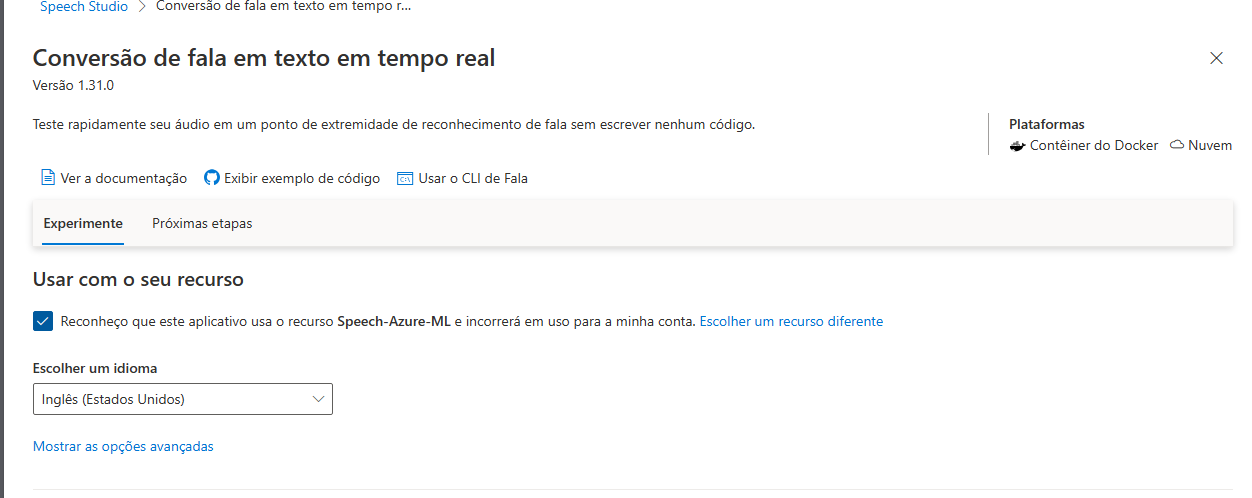 Speech Studio > Conversão de fala em texto em tempo r...
Conversão de fala em texto em tempo real
Versão 1.31.0
Teste rapidamente seu áudio em um ponto de extremidade de reconhecimento de fala sem escrever nenhum código.
Plataformas
Contêiner do Docker Nuvem
Ver a documentação Exibir exemplo de código Usar o CLI de Fala
Experimente Próximas etapas
Usar com o seu recurso
Reconheço que este aplicativo usa o recurso Speech-Azure-ML e incorrerá em uso para a minha conta. Escolher um recurso diferente
Escolher um idioma
Inglês (Estados Unidos)
Mostrar as opções avançadas